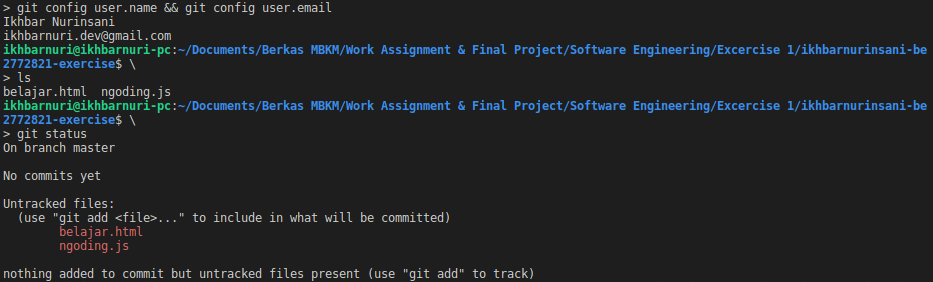 > git config user.name && git config user.email
Ikhbar Nurinsani
ikhbarnuri.dev@gmail.com
ikhbarnuri@ikhbarnuri-pc:~/Documents/Berkas MBKM/Work Assignment & Final Project/Software Engineering/Excercise 1/ikhbarnurinsani-be
2772821-exercise$ \
> ls
belajar.html  ngoding.js
ikhbarnuri@ikhbarnuri-pc:~/Documents/Berkas MBKM/Work Assignment & Final Project/Software Engineering/Excercise 1/ikhbarnurinsani-be
2772821-exercise$ \
> git status
On branch master

No commits yet

Untracked files:
  (use "git add <file>..." to include in what will be committed)
        belajar.html
        ngoding.js

nothing added to commit but untracked files present (use "git add" to track)